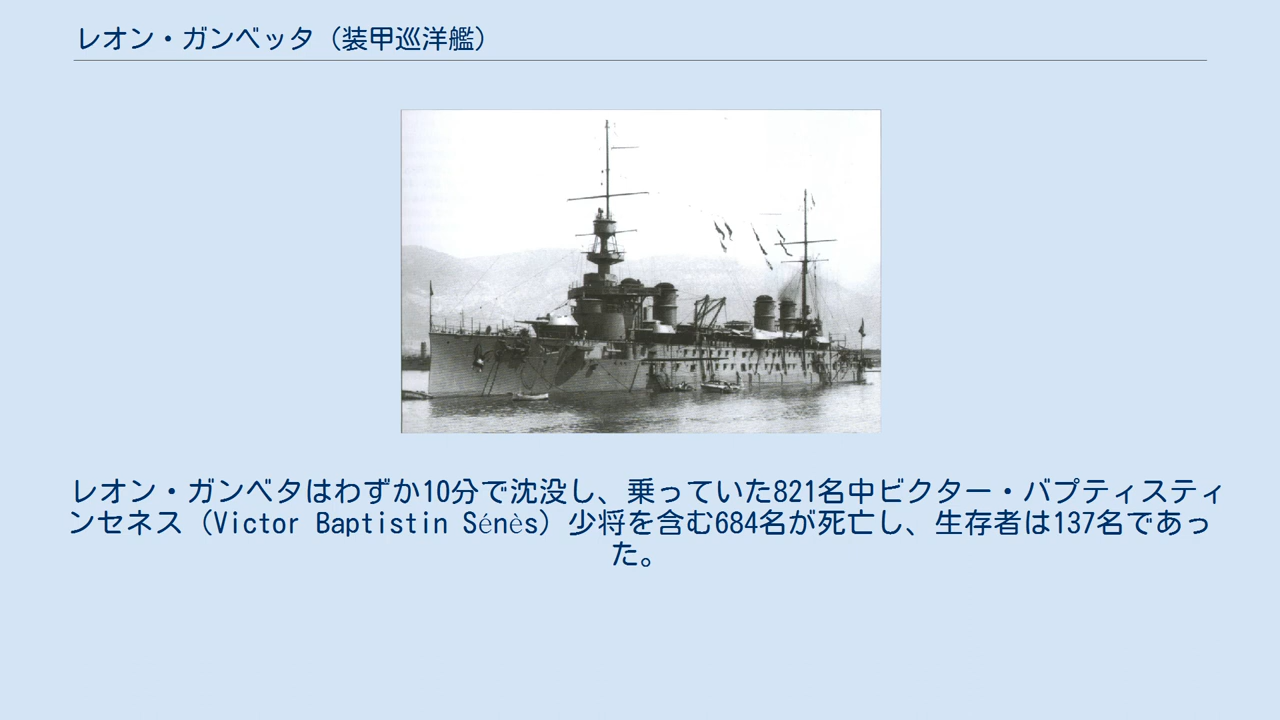 レオン・ガンベッタ（装甲巡洋艦）
レオン・ガンベタはわずか10分で沈没し、乗っていた821名中ビクター・バプティスティ
ンセネス（Victor Baptistin Sénès）少将を含む684名が死亡し、生存者は137名であっ
た。